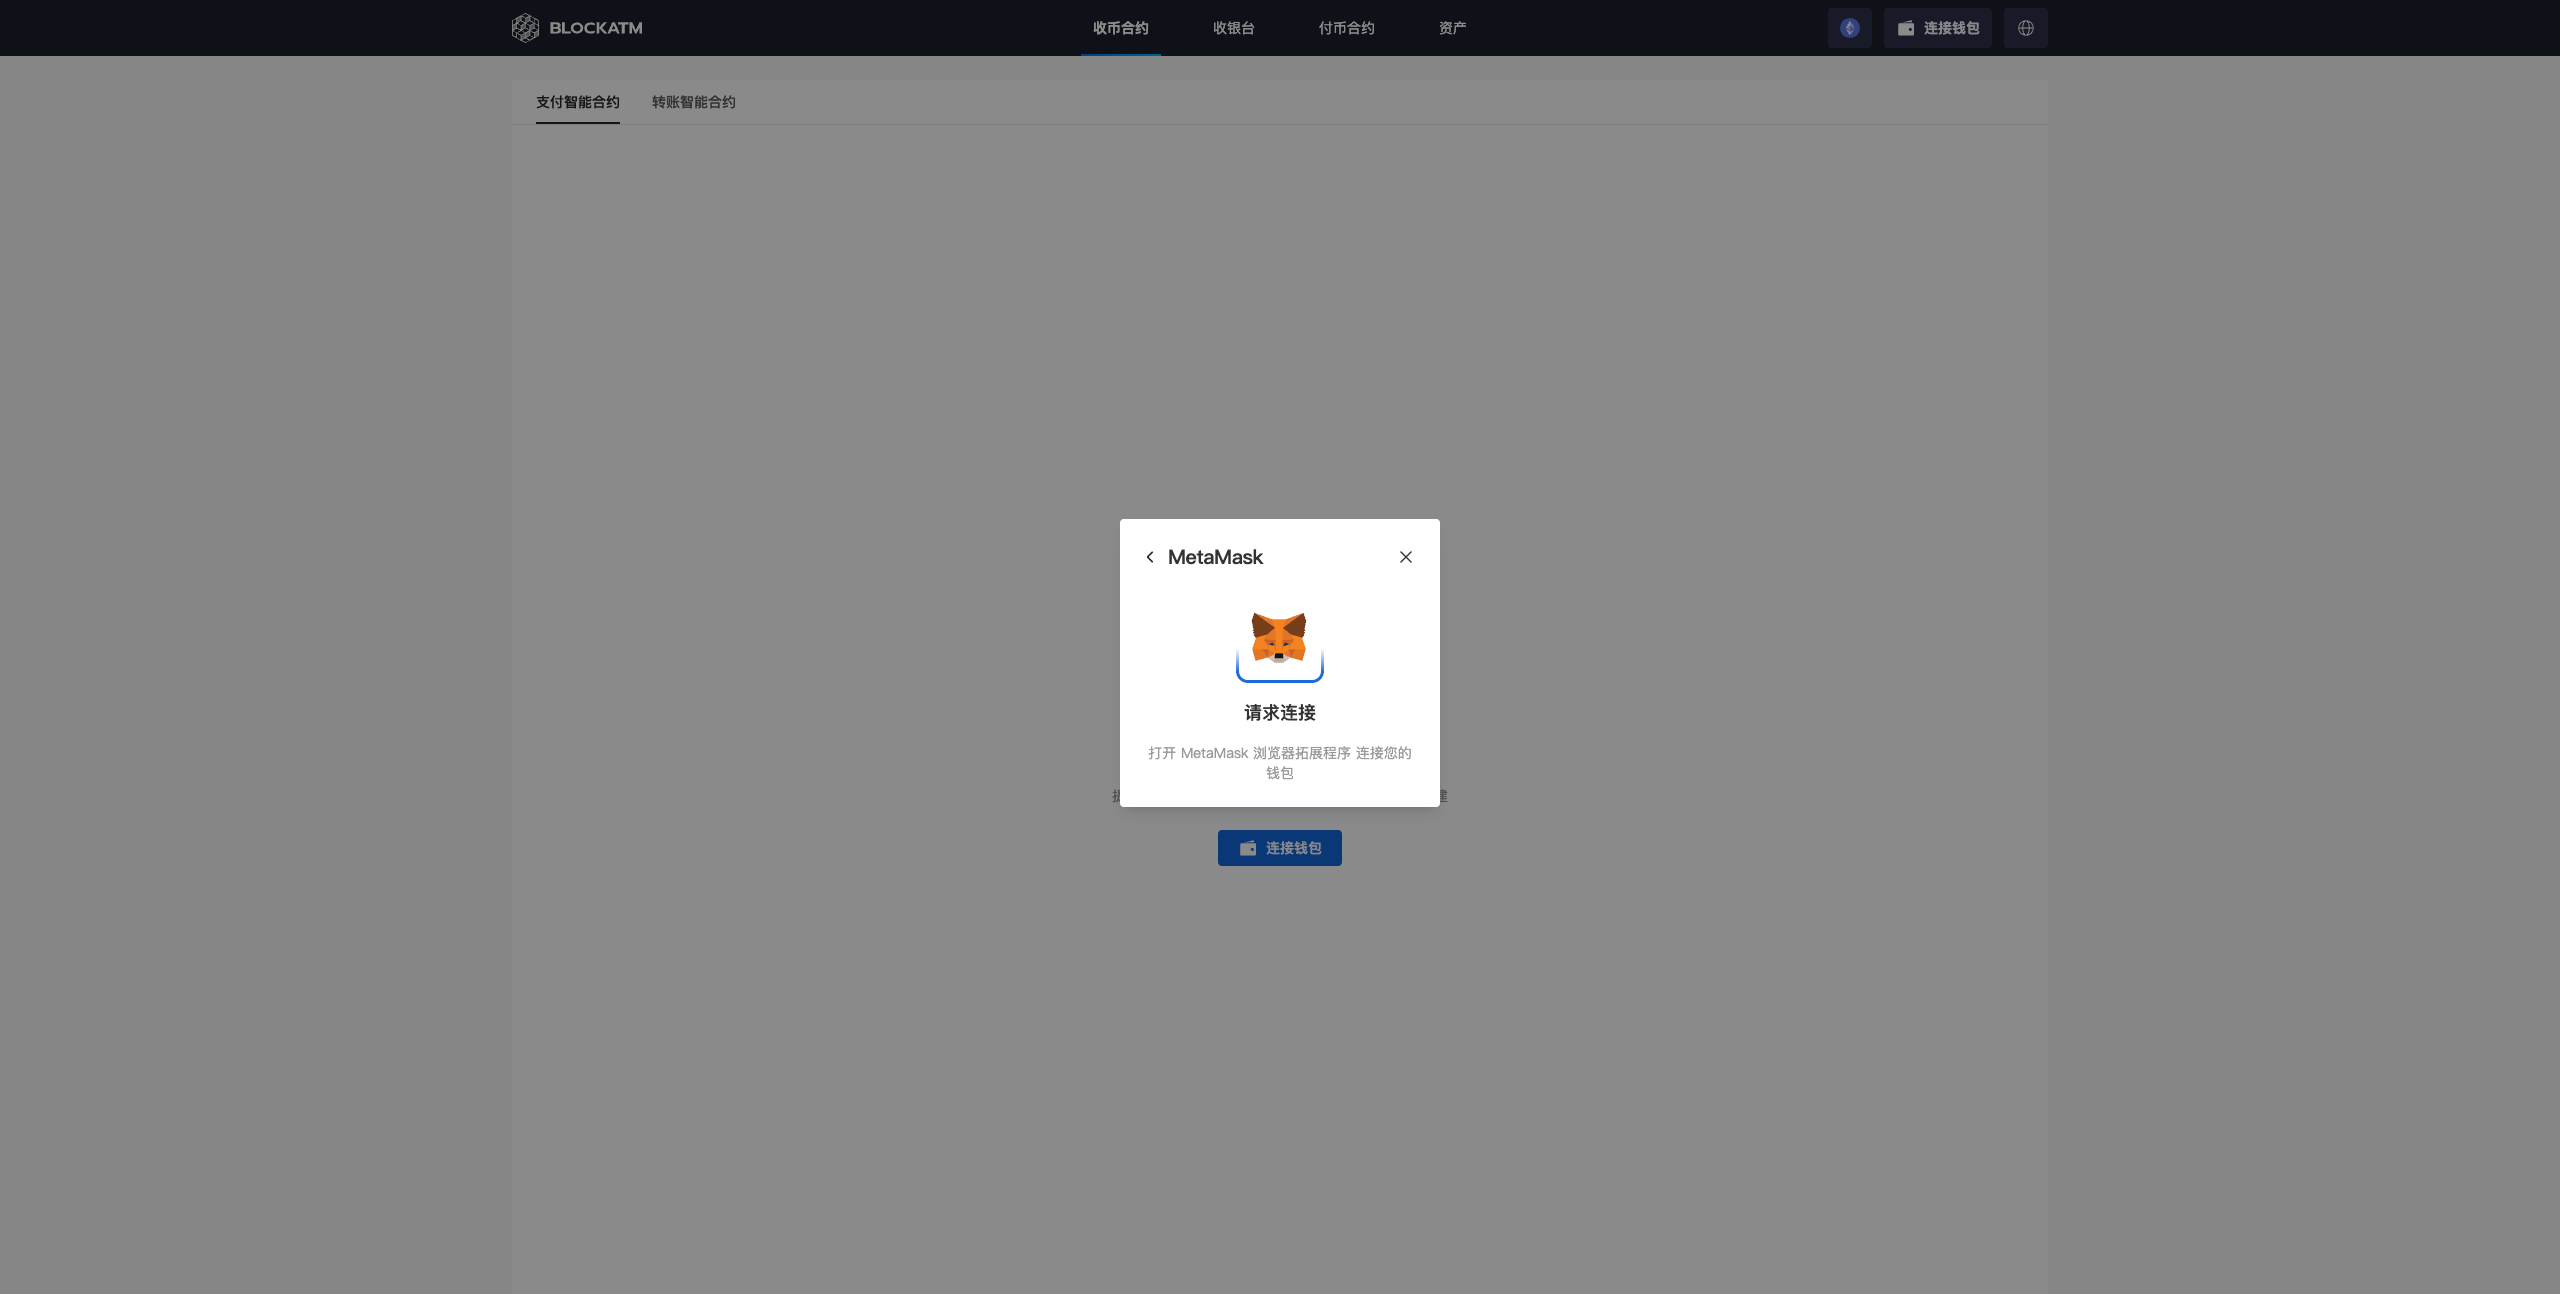 BLOCKATM
收币合约
收银台
付币合约
资产
连接钱包
支付智能合约
转账智能合约
MetaMask
请求连接
打开 MetaMask 浏览器拓展程序 连接您的
钱包
连接钱包